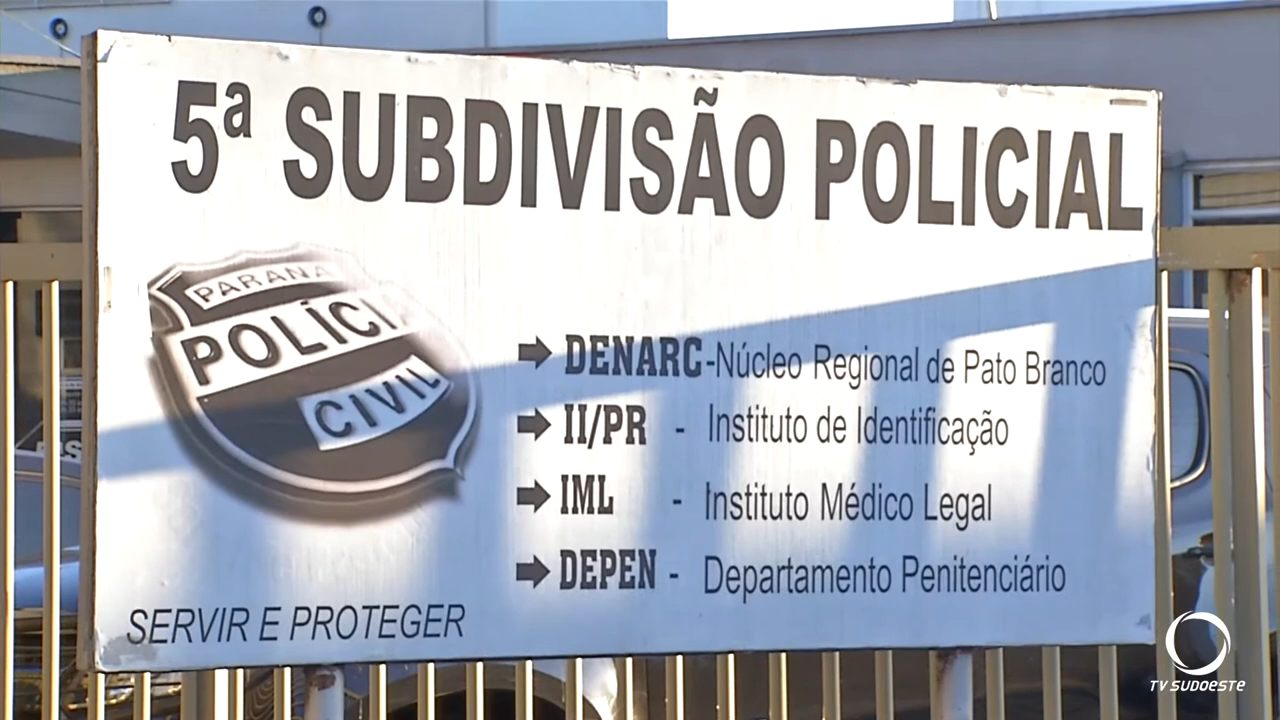 5ª SUBDIVISÃO POLICIAL
PARANÁ
POLÍCIA
CIVIL
➡ DENARC-Núcleo Regional de Pato Branco
➡ II/PR - Instituto de Identificação
➡ IML - Instituto Médico Legal
➡ DEPEN - Departamento Penitenciário
SERVIR E PROTEGER
TV SUDOESTE